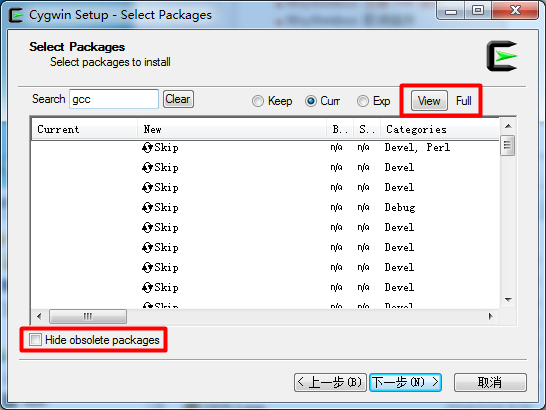 Cygwin Setup - Select Packages
Select Packages
Select packages to install
Search gcc Clear Keep Curr Exp View Full
Current New B.. S.. Categories
Skip n/a n/a Devel, Perl
Skip n/a n/a Devel
Skip n/a n/a Devel
Skip n/a n/a Debug
Skip n/a n/a Devel
Skip n/a n/a Devel
Skip n/a n/a Devel
Skip n/a n/a Devel
Skip n/a n/a Devel
Hide obsolete packages
< 上一步(B) 下一步(N) > 取消